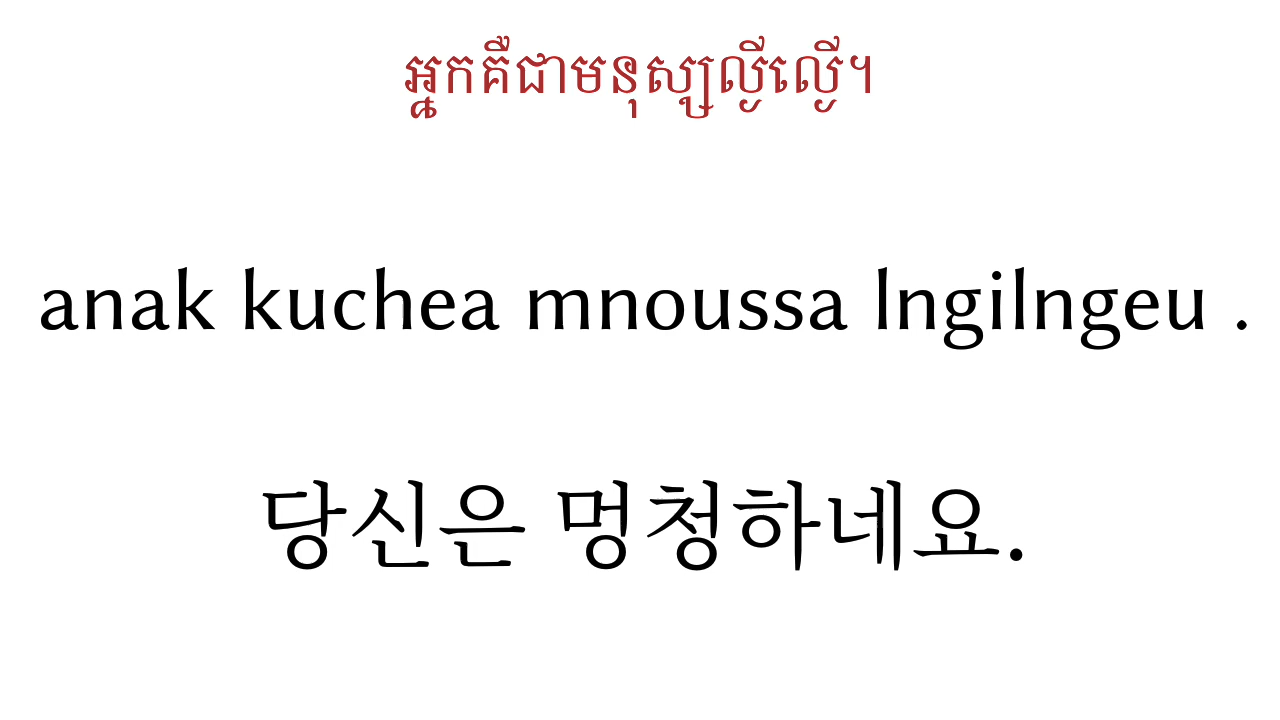 អ្នកគឺជាមនុស្សល្ងីល្ងើ។
anak kuchea mnoussa lngilngeu .
당신은 멍청하네요.